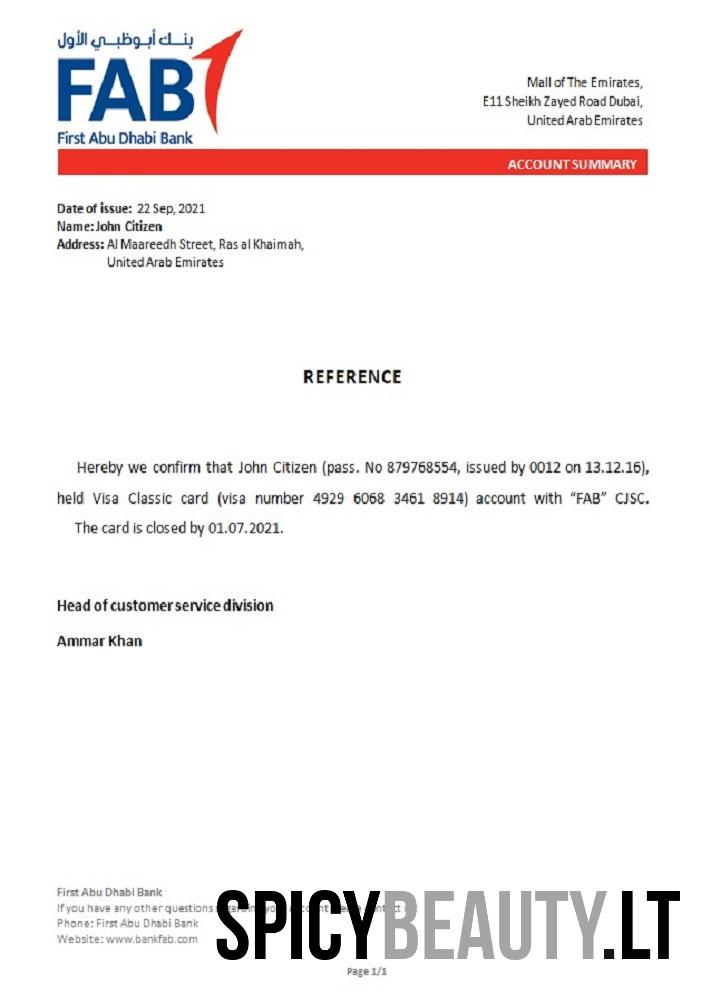 بنك أبوظبي الأول
FAB
First Abu Dhabi Bank
Mall of The Emirates,
E11 Sheikh Zayed Road Dubai,
United Arab Emirates
ACCOUNT SUMMARY
Date of issue: 22 Sep, 2021
Name: John Citizen
Address: Al Maareedh Street, Ras al Khaimah,
United Arab Emirates
REFERENCE
Hereby we confirm that John Citizen (pass. No 879768554, issued by 0012 on 13.12.16),
held Visa Classic card (visa number 4929 6068 3461 8914) account with “FAB” CJSC.
The card is closed by 01.07.2021.
Head of customer service division
Ammar Khan
First Abu Dhabi Bank
If you have any other questions
Phone: First Abu Dhabi Bank
Website: www.bankfab.com
SPICYBEAUTY.LT
Page 1/1